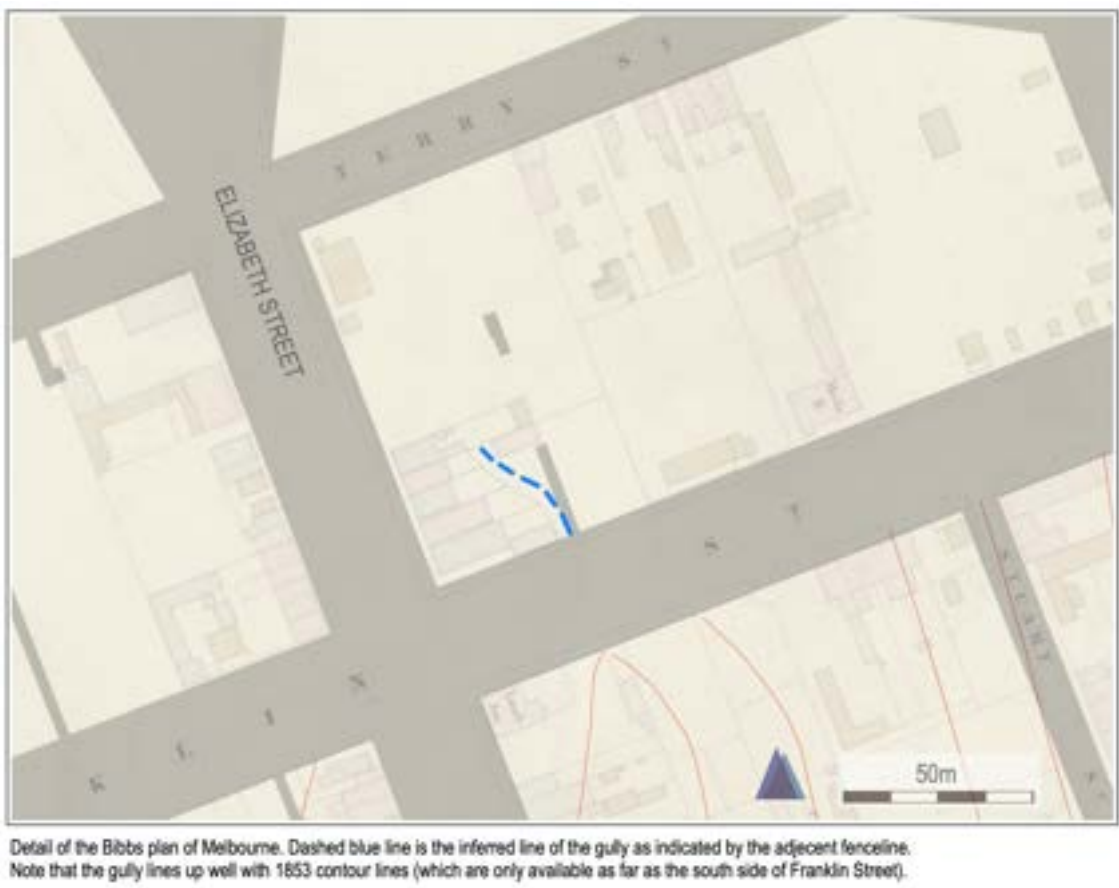 ELIZABETH STREET
T E R R Y S T
K L I N
S T
STUART
50m
Detail of the Bibbs plan of Melbourne. Dashed blue line is the inferred line of the gully as indicated by the adjacent fenceline.
Note that the gully lines up well with 1853 contour lines (which are only available as far as the south side of Franklin Street).